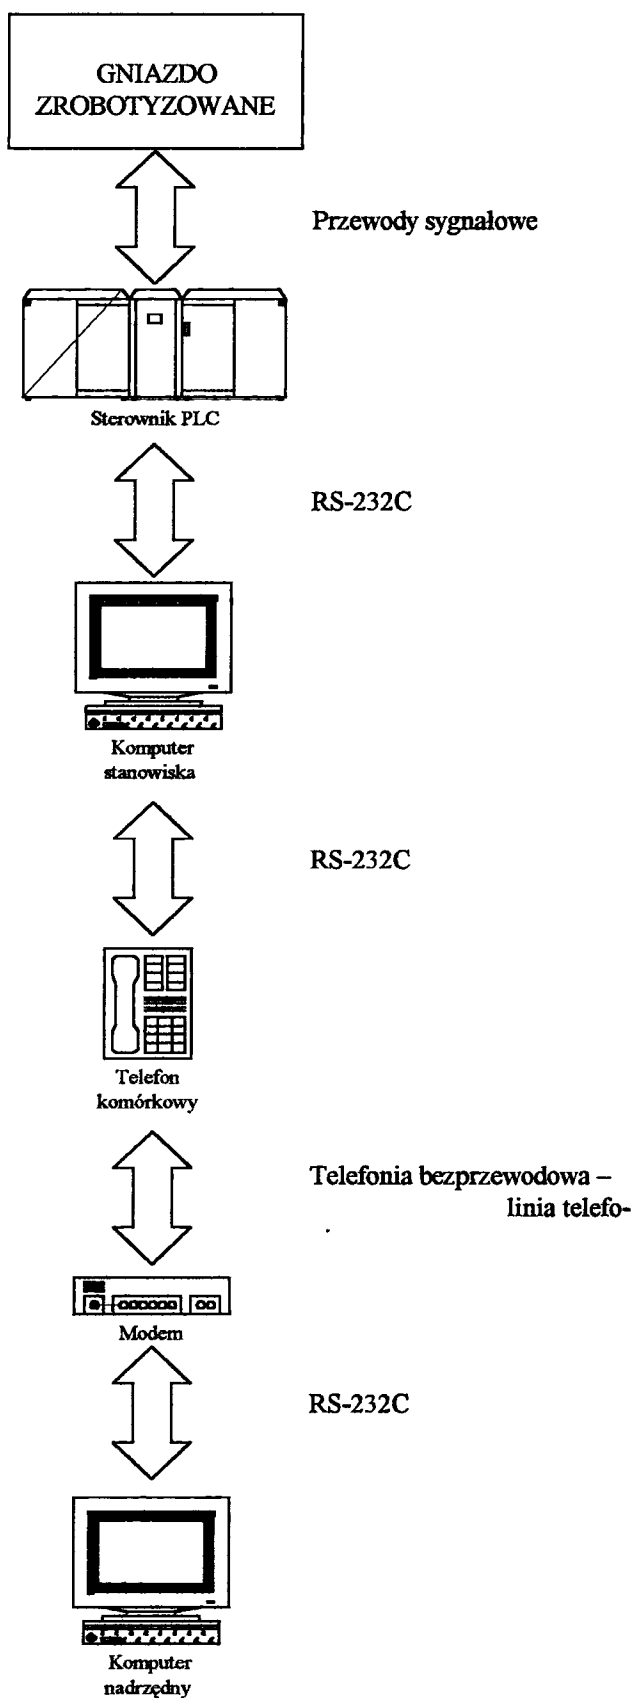 GNIAZDO
ZROBOTYZOWANE
Przewody sygnałowe
Sterownik PLC
RS-232C
Komputer
stanowiska
RS-232C
Telefon
komórkowy
Telefonia bezprzewodowa –
linia telefo-
Modem
RS-232C
Komputer
nadrzędny